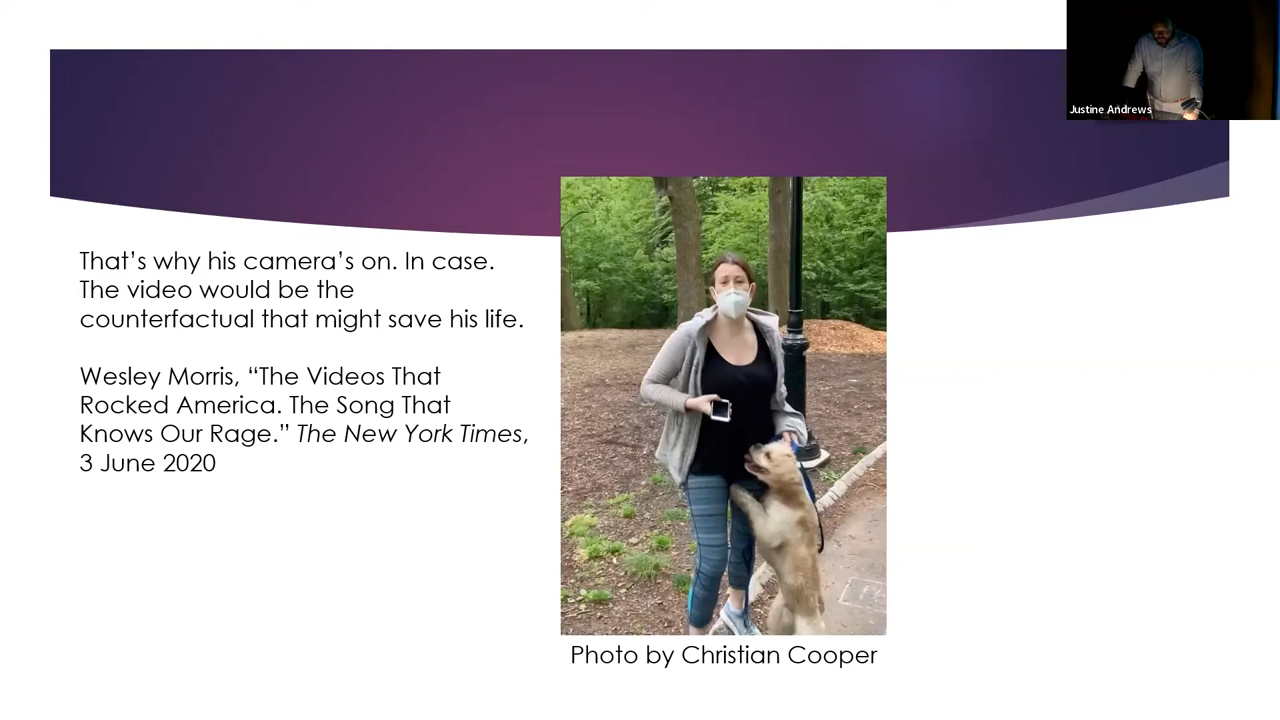 Justine Andrews
That’s why his camera’s on. In case.
The video would be the
counterfactual that might save his life.
Wesley Morris, “The Videos That
Rocked America. The Song That
Knows Our Rage.” The New York Times,
3 June 2020
Photo by Christian Cooper